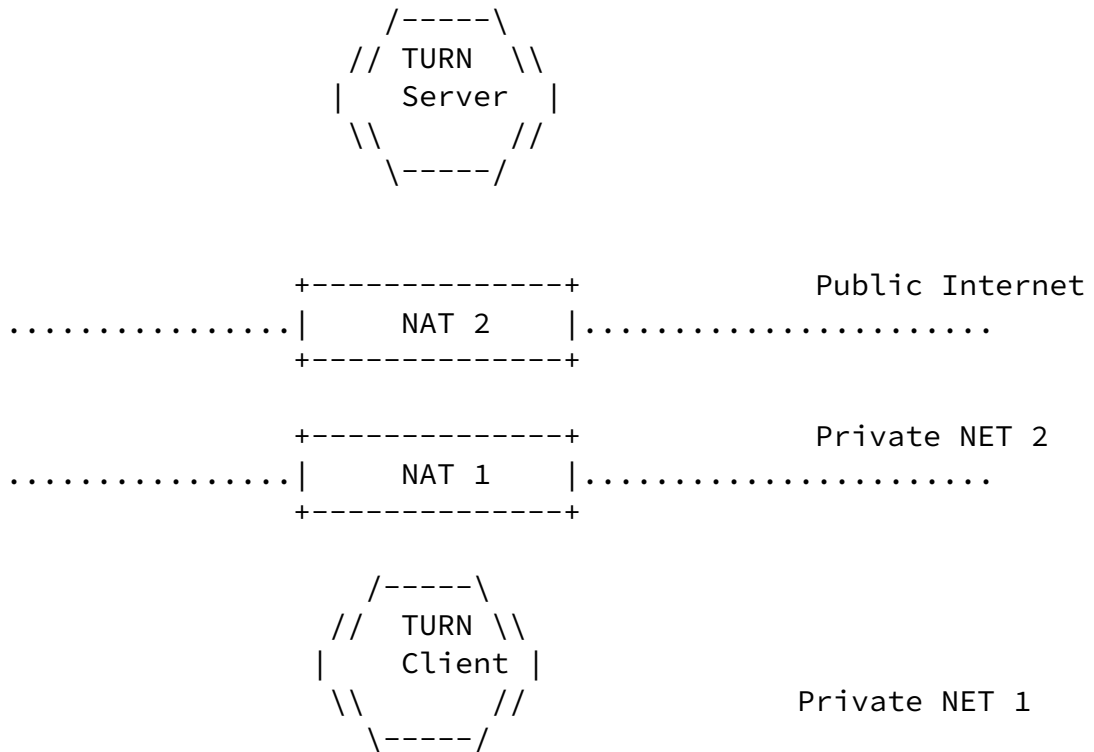 TURN
Server
Public Internet
NAT 2
Private NET 2
NAT 1
TURN
Client
Private NET 1